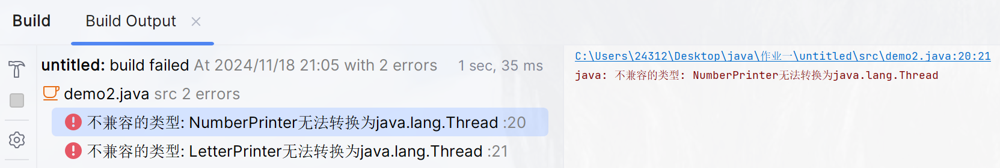 Build Build Output
untitled: build failed At 2024/11/18 21:05 with 2 errors 1 sec, 35 ms
demo2.java src 2 errors
不兼容的类型: NumberPrinter无法转换为java.lang.Thread :20
不兼容的类型: LetterPrinter无法转换为java.lang.Thread :21
C:\Users\24312\Desktop\java\作业一\untitled\src\demo2.java:20:21
java: 不兼容的类型: NumberPrinter无法转换为java.lang.Thread